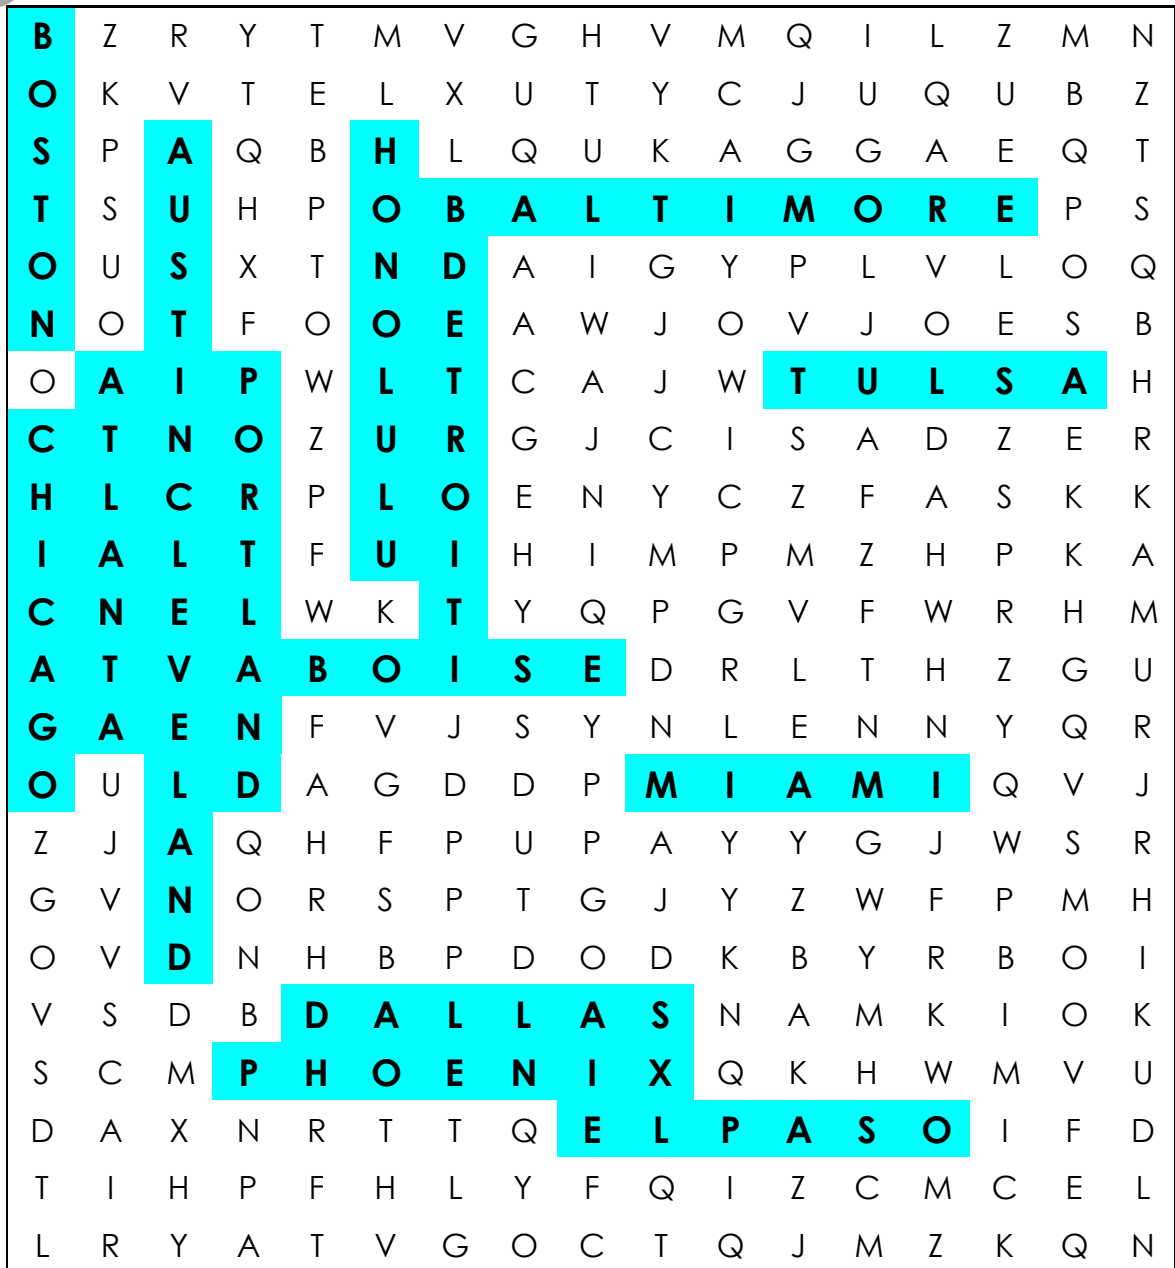 B Z R Y T M V G H V M Q I L Z M N
O K V T E L X U T Y C J U Q U B Z
S P A Q B H L Q U K A G G A E Q T
T S U H P O B A L T I M O R E P S
O U S X T N D A I G Y P L V L O Q
N O T F O O E A W J O V J O E S B
O A I P W L T C A J W T U L S A H
C T N O Z U R G J C I S A D Z E R
H L C R P L O E N Y C Z F A S K K
I A L T F U I H I M P M Z H P K A
C N E L W K T Y Q P G V F W R H M
A T V A B O I S E D R L T H Z G U
G A E N F V J S Y N L E N N Y Q R
O U L D A G D D P M I A M I Q V J
Z J A Q H F P U P A Y Y G J W S R
G V N O R S P T G J Y Z W F P M H
O V D N H B P D O D K B Y R B O I
V S D B D A L L A S N A M K I O K
S C M P H O E N I X Q K H W M V U
D A X N R T T Q E L P A S O I F D
T I H P F H L Y F Q I Z C M C E L
L R Y A T V G O C T Q J M Z K Q N